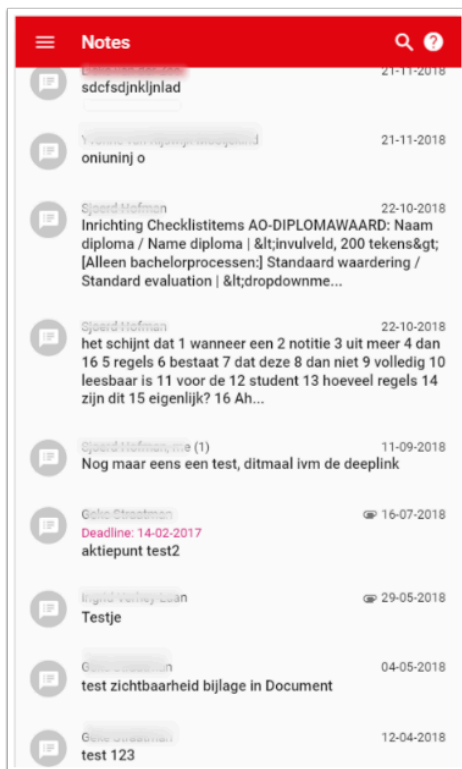 Notes
21-11-2018
sdcfsdjnkljnlad
21-11-2018
oniuninj o
22-10-2018
Inrichting Checklistitems AO-DIPLOMAWAARD: Naam
diploma / Name diploma | &lt;invulveld, 200 tekens&gt;
[Alleen bachelorprocessen:] Standaard waardering /
Standard evaluation | &lt;dropdownme...
22-10-2018
het schijnt dat 1 wanneer een 2 notitie 3 uit meer 4 dan
16 5 regels 6 bestaat 7 dat deze 8 dan niet 9 volledig 10
leesbaar is 11 voor de 12 student 13 hoeveel regels 14
zijn dit 15 eigenlijk? 16 Ah...
me (1) 11-09-2018
Nog maar eens een test, ditmaal ivm de deeplink
16-07-2018
Deadline: 14-02-2017
aktiepunt test2
29-05-2018
Testje
04-05-2018
test zichtbaarheid bijlage in Document
12-04-2018
test 123